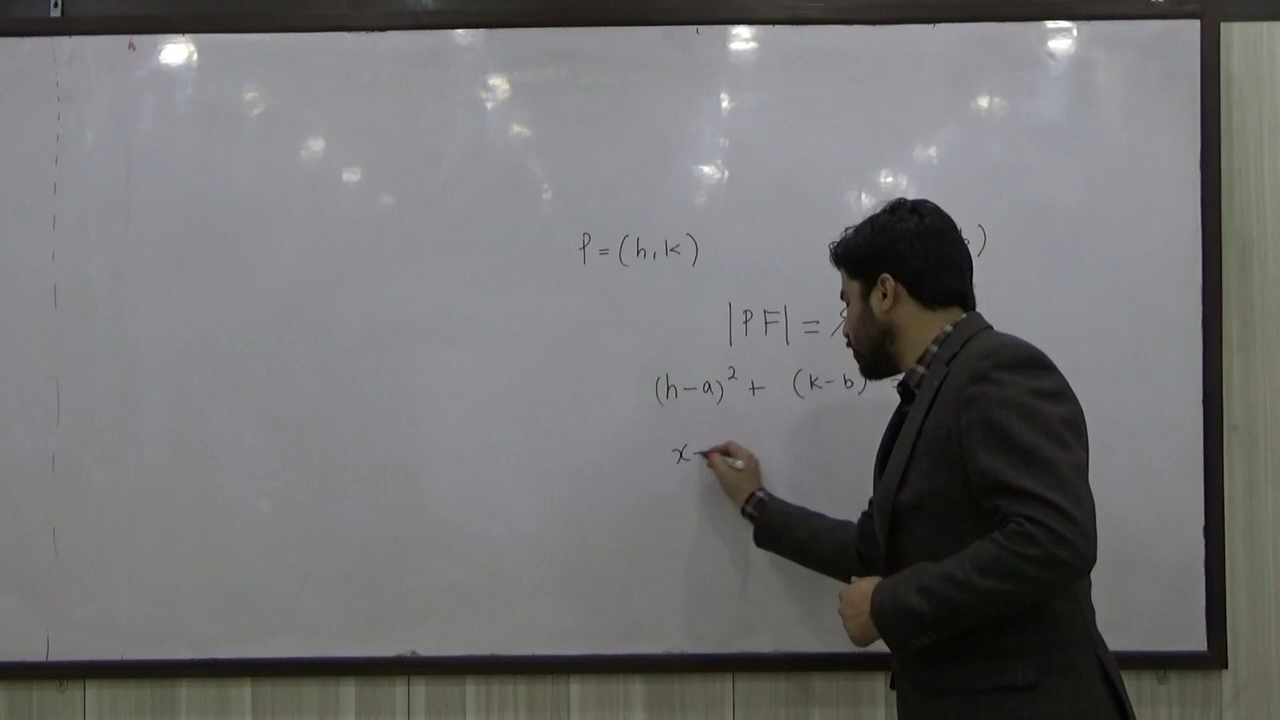 P = (h, k) )
|PF| =
(h-a)² + (k-b)
x